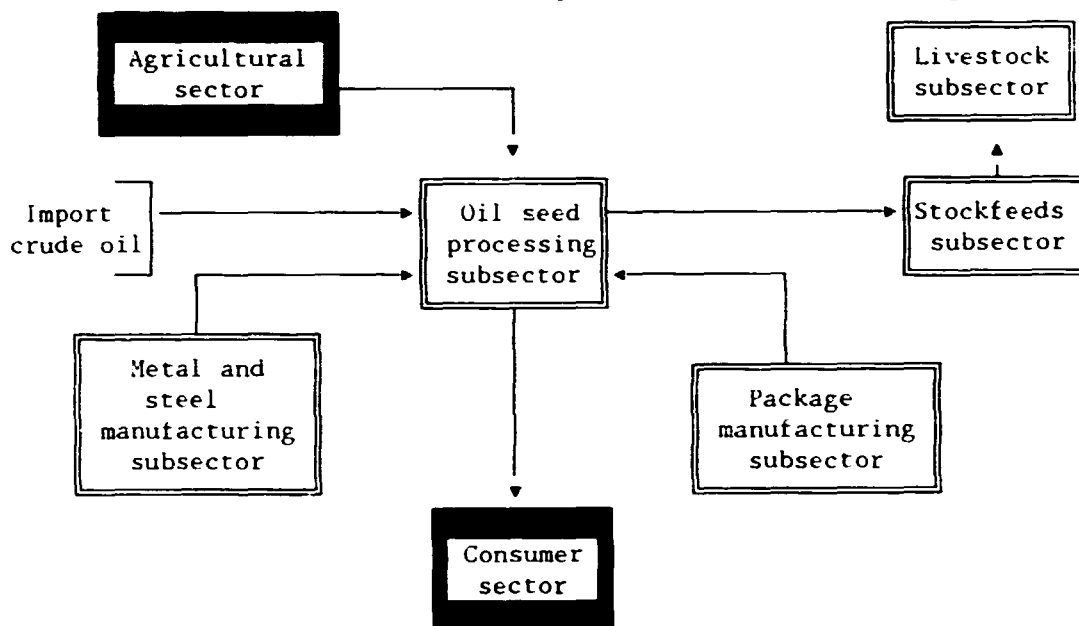 Agricultural
sector
Livestock
subsector
Import
crude oil
Oil seed
processing
subsector
Stockfeeds
subsector
Metal and
steel
manufacturing
subsector
Package
manufacturing
subsector
Consumer
sector